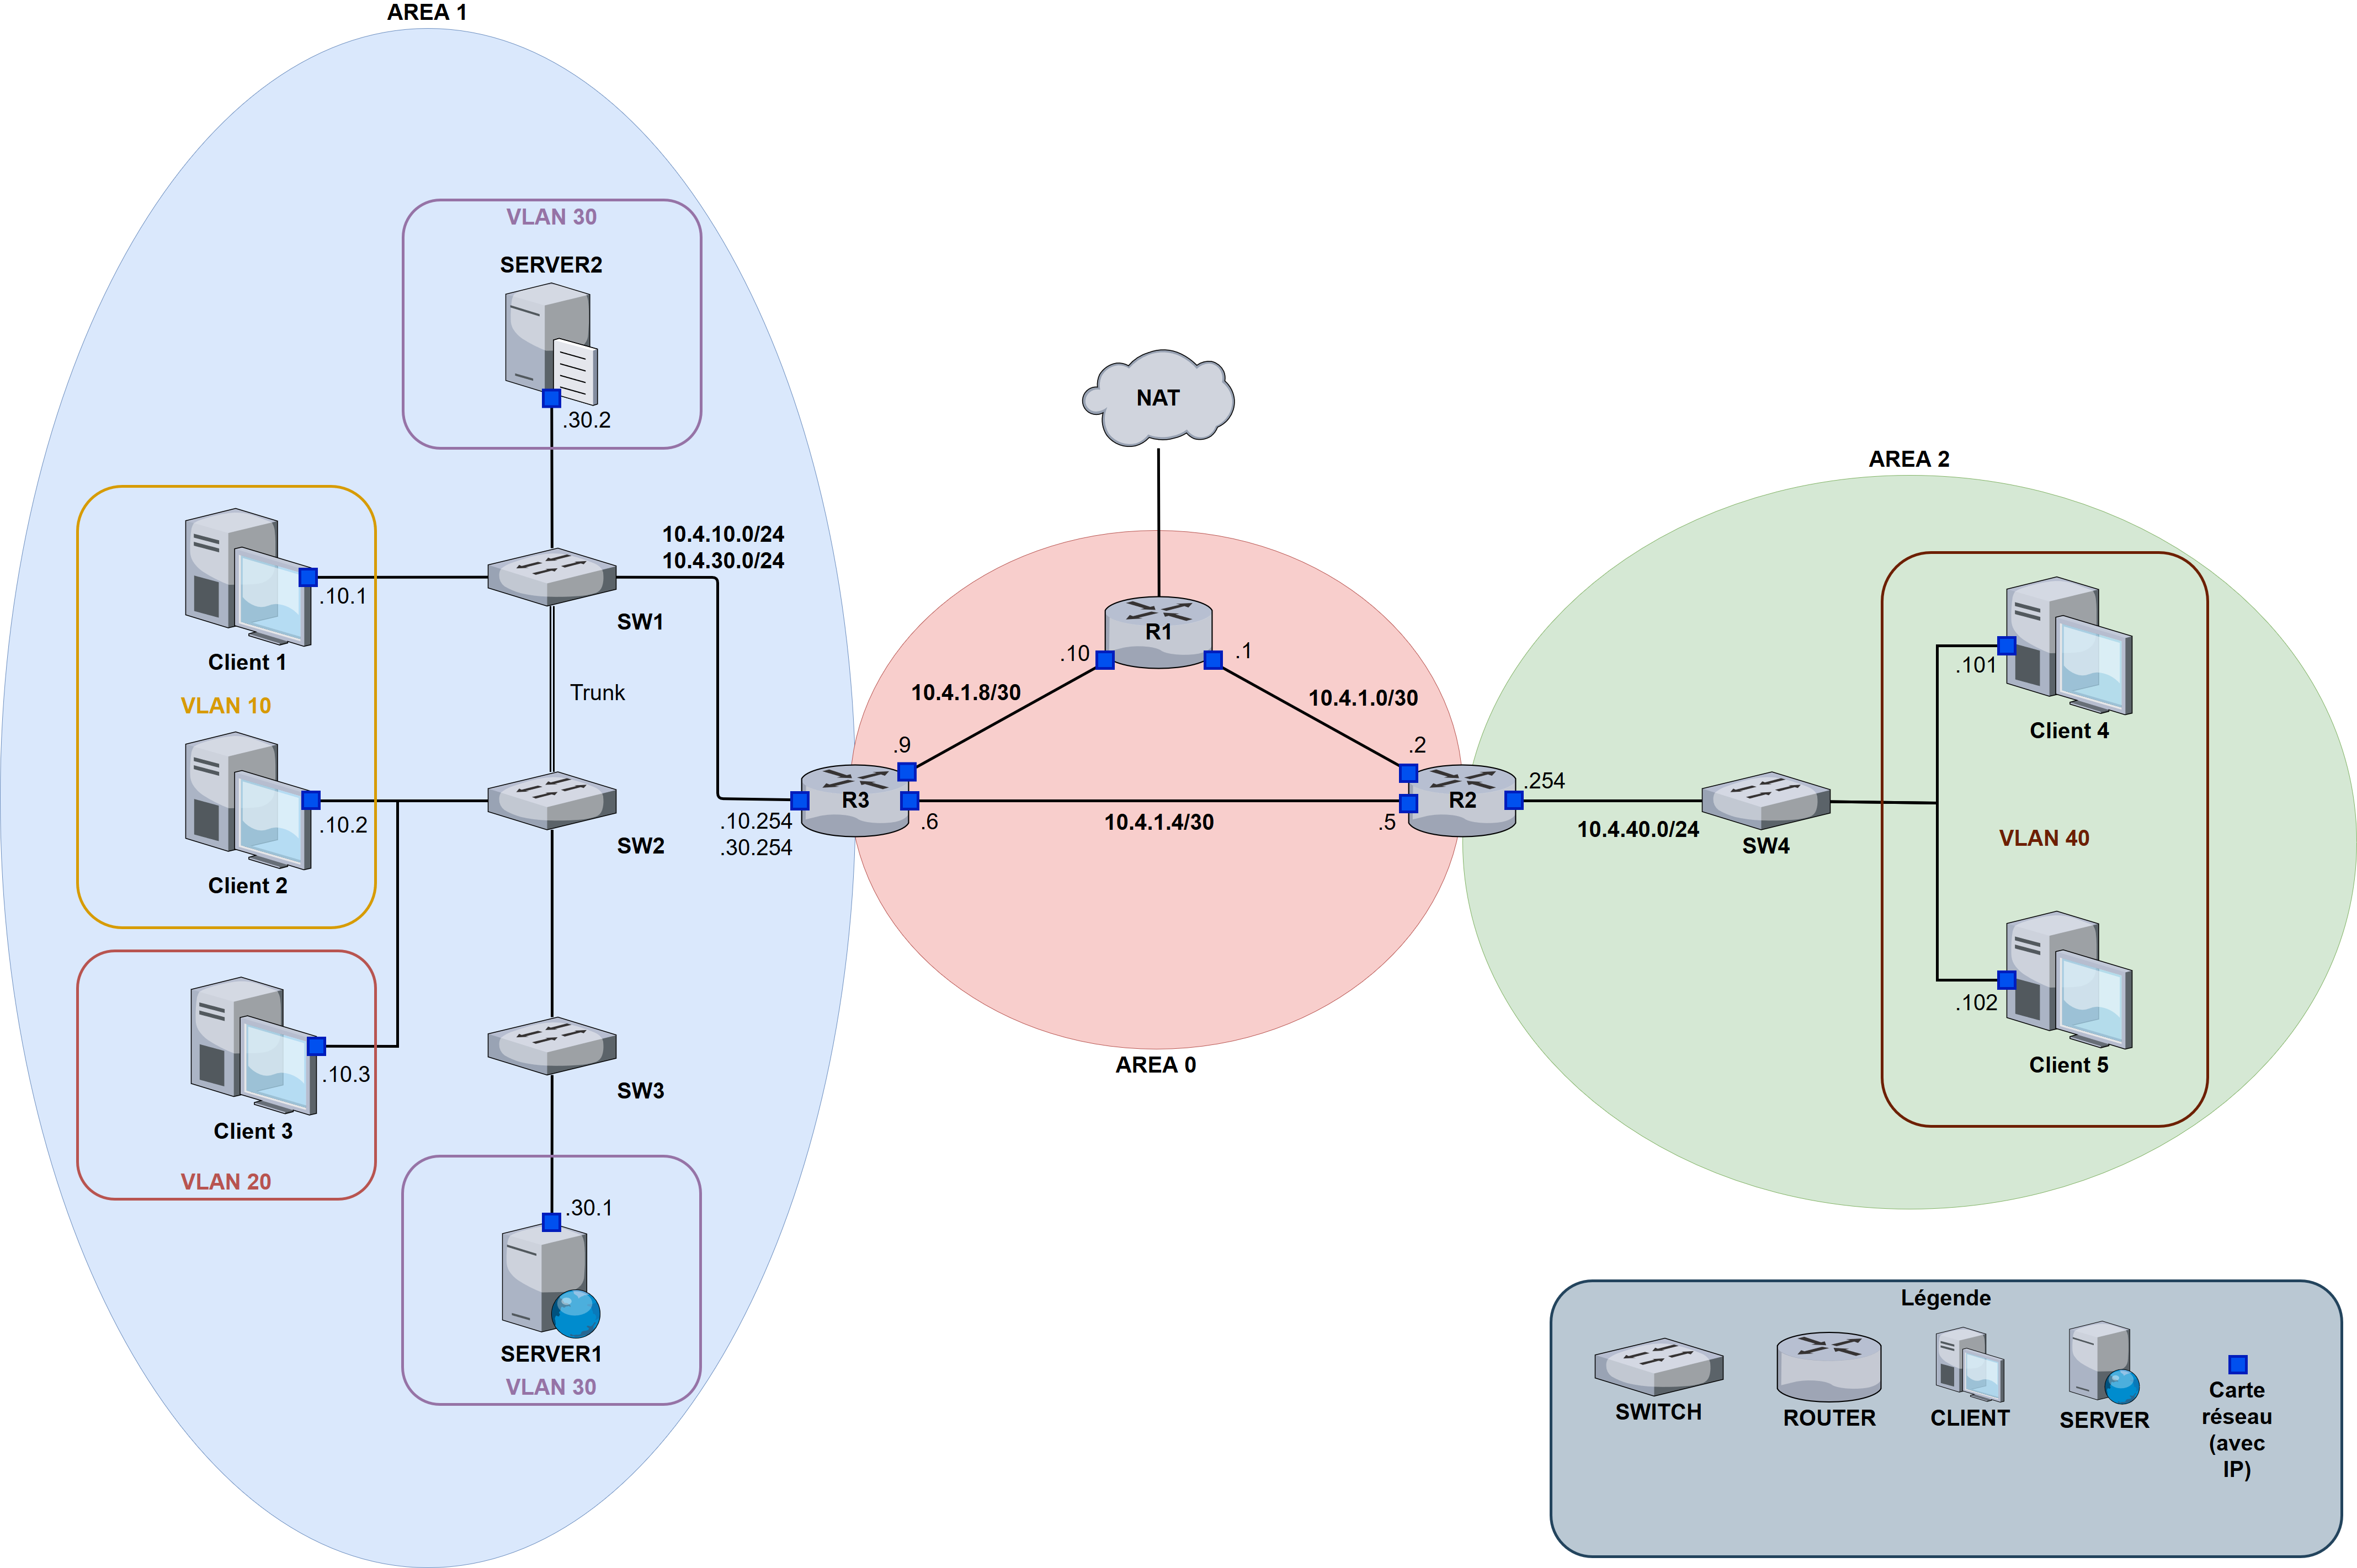 AREA 1
VLAN 30
SERVER2
.30.2
10.4.10.0/24
10.4.30.0/24
.10.1
SW1
Client 1
VLAN 10
Trunk
.10.2
SW2
Client 2
.10.254
.30.254
R3
.10.3
SW3
Client 3
VLAN 20
.30.1
SERVER1
VLAN 30
NAT
R1
.10
.1
10.4.1.8/30
10.4.1.0/30
.9
.2
.6
10.4.1.4/30
.5
R2
AREA 0
AREA 2
.254
10.4.40.0/24
SW4
.101
Client 4
VLAN 40
.102
Client 5
Légende
SWITCH
ROUTER
CLIENT
SERVER
Carte
réseau
(avec
IP)